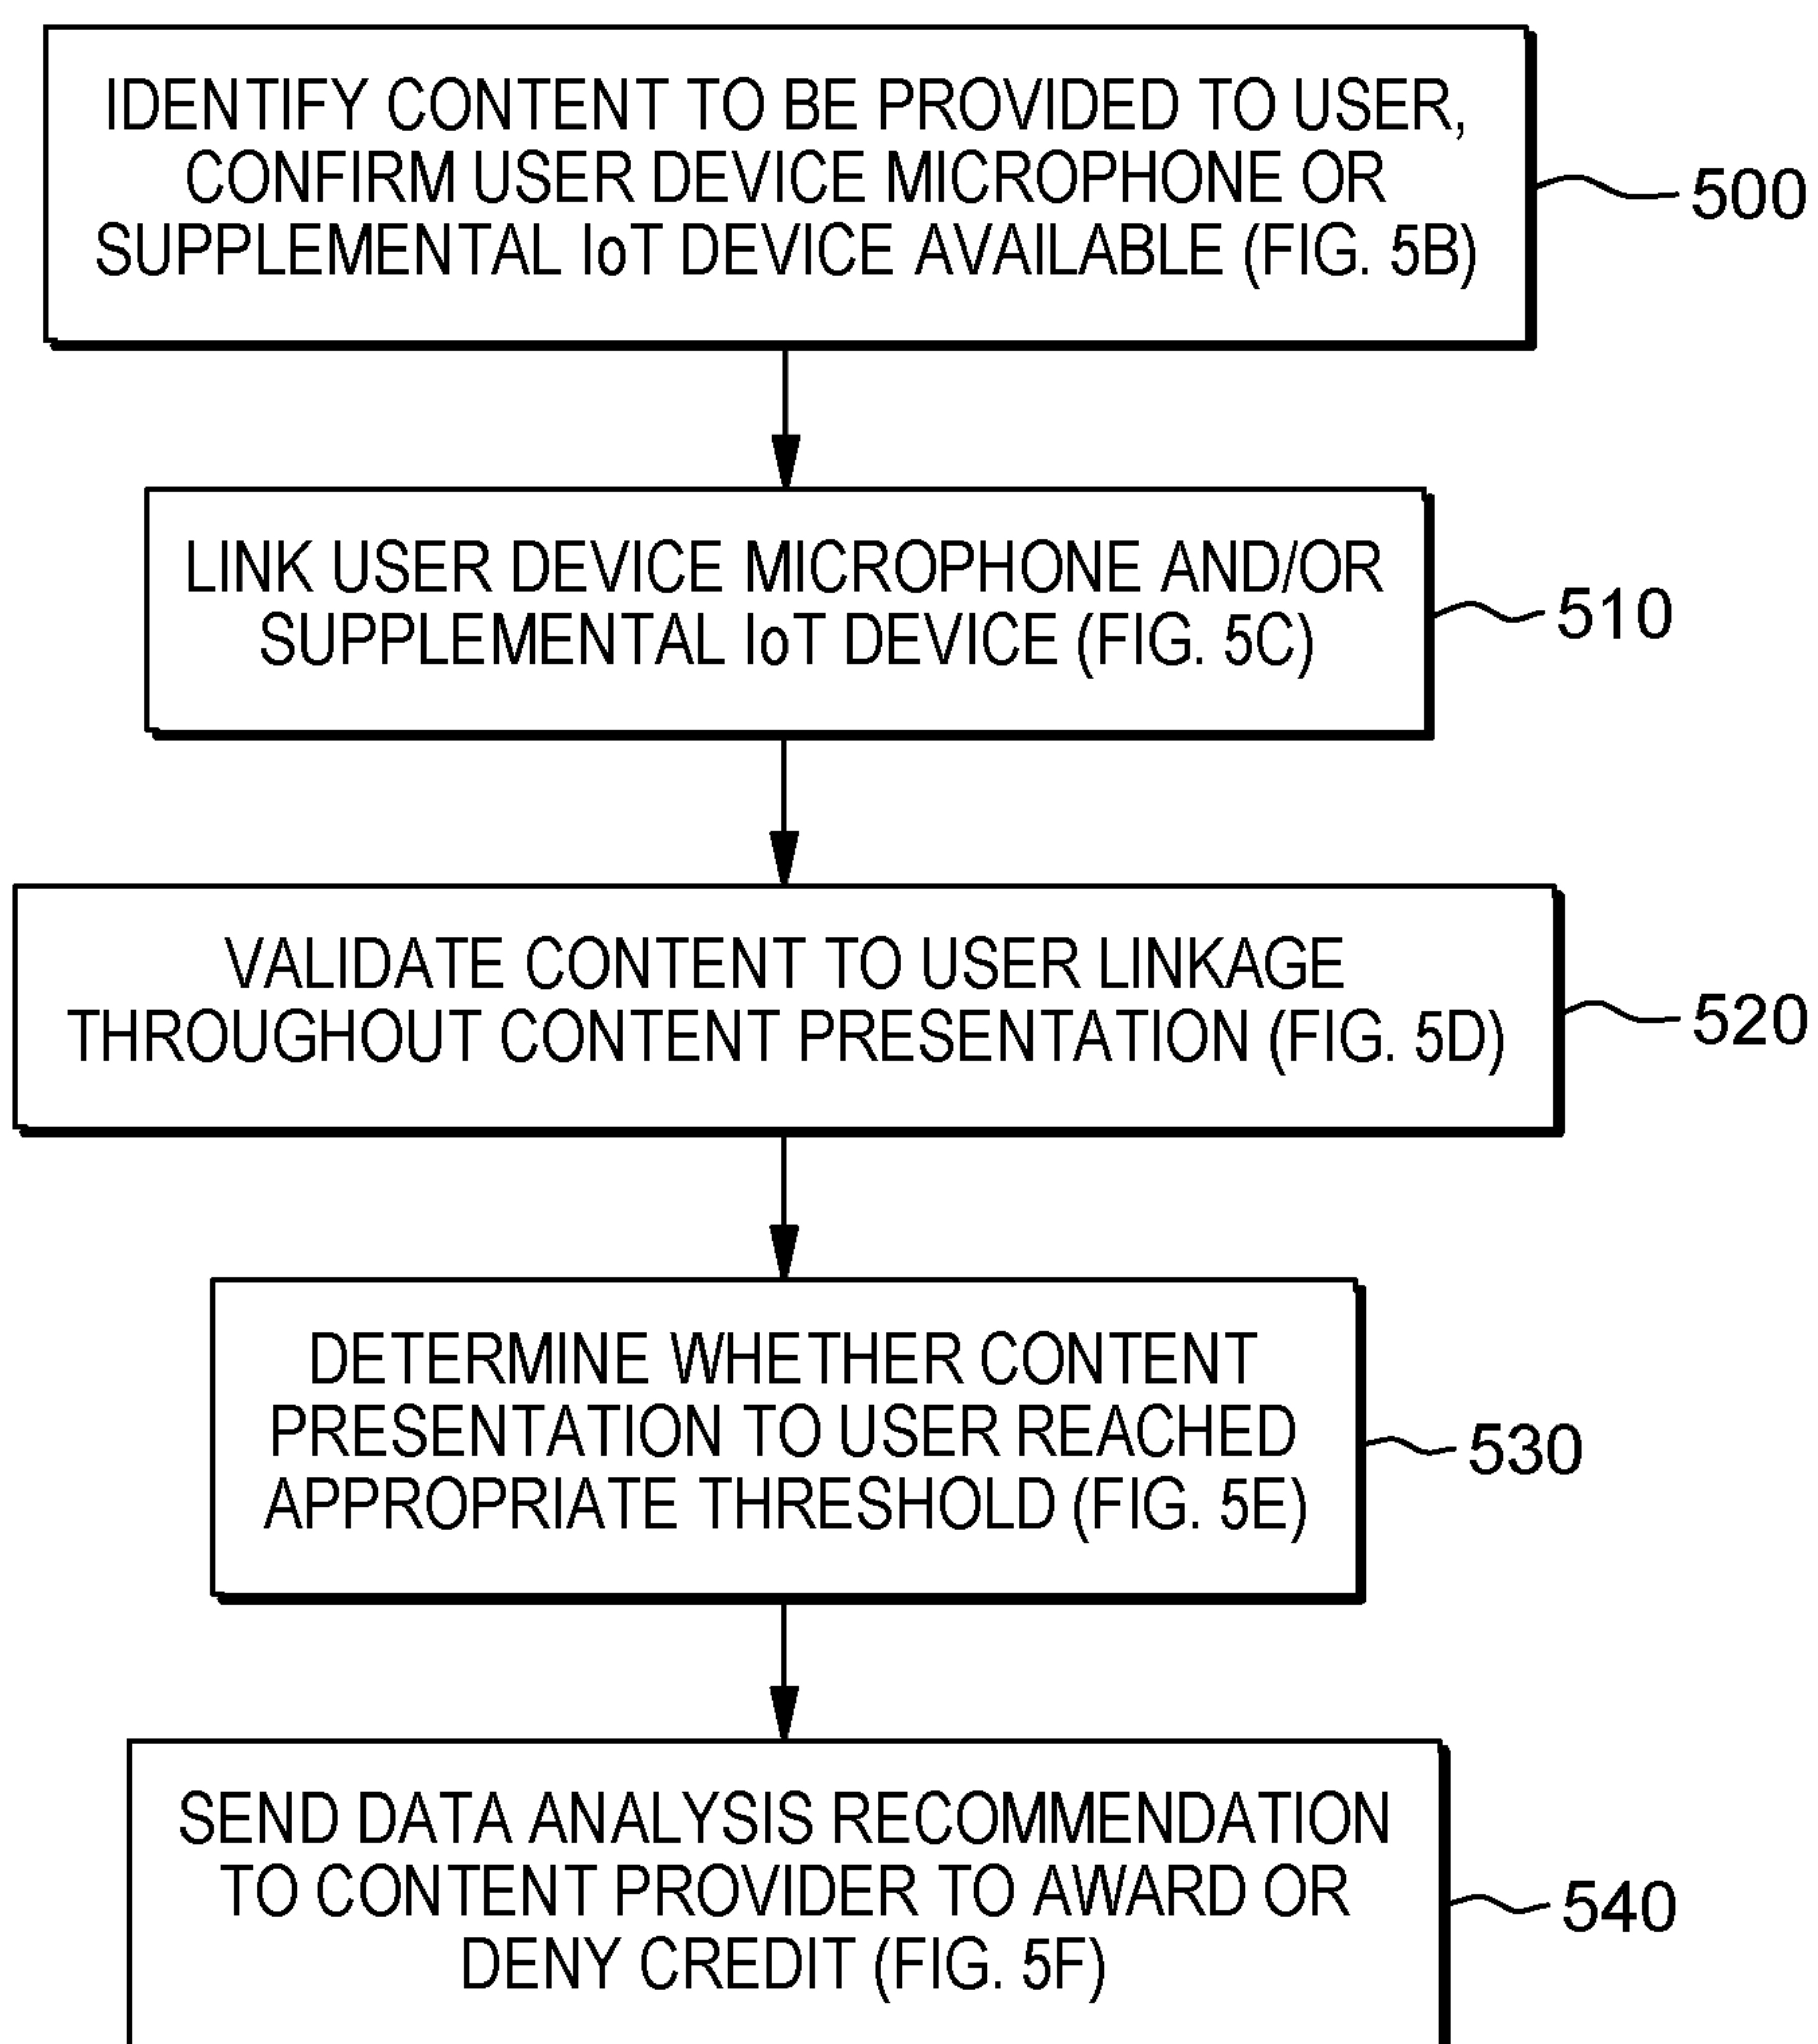 IDENTIFY CONTENT TO BE PROVIDED TO USER,
CONFIRM USER DEVICE MICROPHONE OR
SUPPLEMENTAL IoT DEVICE AVAILABLE (FIG. 5B)
500
LINK USER DEVICE MICROPHONE AND/OR
SUPPLEMENTAL IoT DEVICE (FIG. 5C)
510
VALIDATE CONTENT TO USER LINKAGE
THROUGHOUT CONTENT PRESENTATION (FIG. 5D)
520
DETERMINE WHETHER CONTENT
PRESENTATION TO USER REACHED
APPROPRIATE THRESHOLD (FIG. 5E)
530
SEND DATA ANALYSIS RECOMMENDATION
TO CONTENT PROVIDER TO AWARD OR
DENY CREDIT (FIG. 5F)
540